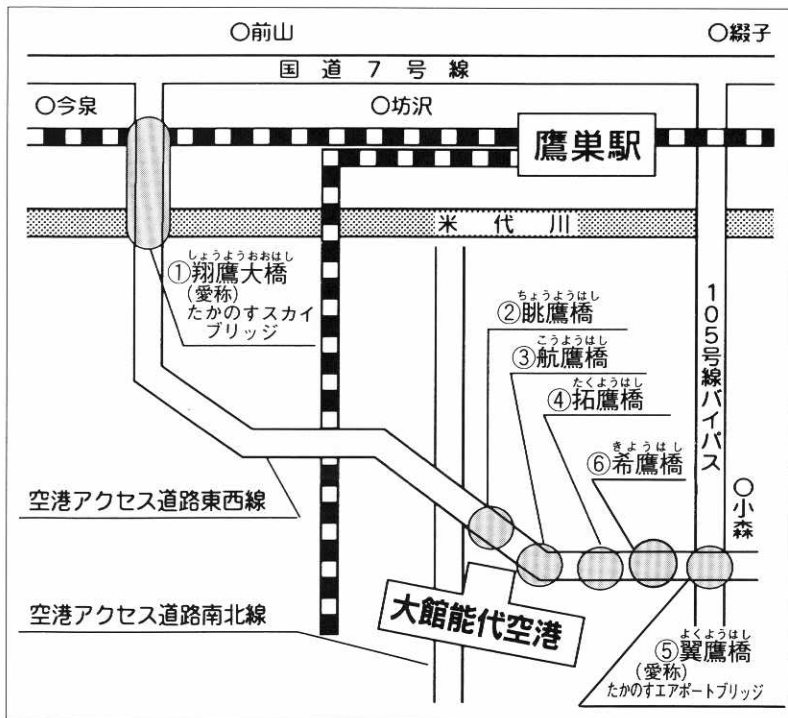 ○前山
○綴子
国道7号線
○今泉
○坊沢
鷹巣駅
米代川
しょうようおおはし
①翔鷹大橋
(愛称)
たかのすスカイ
ブリッジ
ちょうようはし
②眺鷹橋
こうようはし
③航鷹橋
たくようはし
④拓鷹橋
きようはし
⑥希鷹橋
105号線バイパス
○小森
空港アクセス道路東西線
空港アクセス道路南北線
大館能代空港
よくようはし
⑤翼鷹橋
(愛称)
たかのすエアポートブリッジ